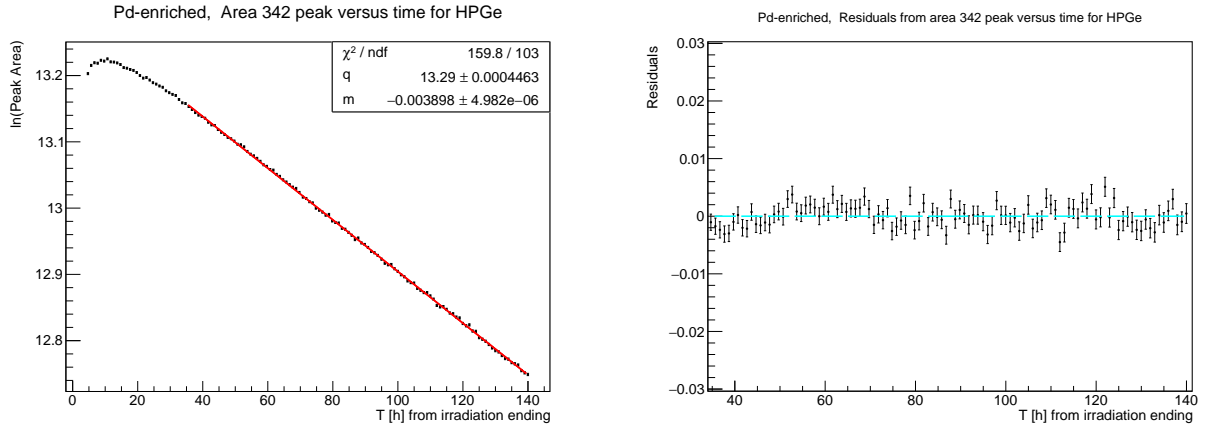 Pd-enriched, Area 342 peak versus time for HPGe
χ² / ndf 159.8 / 103
q 13.29 ± 0.0004463
m −0.003898 ± 4.982e−06
ln(Peak Area)
13.2
13.1
13
12.9
12.8
0 20 40 60 80 100 120 140
T [h] from irradiation ending
Pd-enriched, Residuals from area 342 peak versus time for HPGe
Residuals
0.03
0.02
0.01
0
−0.01
−0.02
−0.03
40 60 80 100 120 140
T [h] from irradiation ending